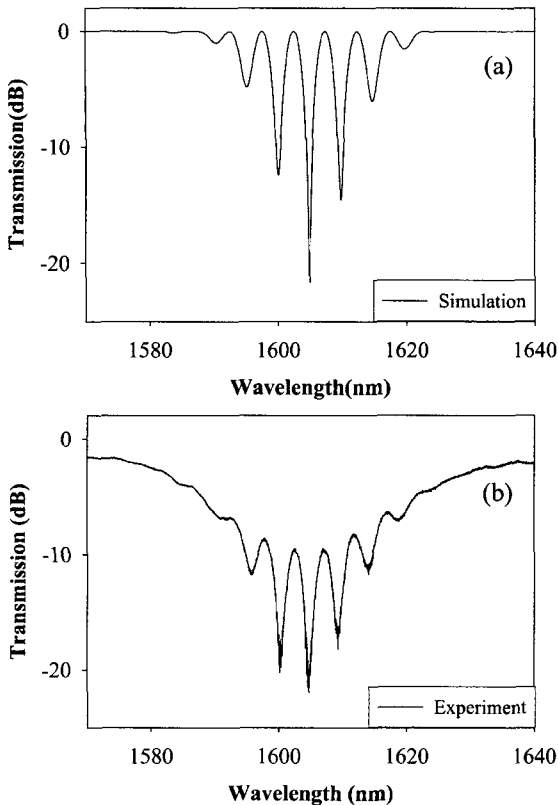 0
(a)
-10
-20
Transmission(dB)
Simulation
1580
1600
1620
1640
Wavelength(nm)
0
(b)
-10
-20
Transmission (dB)
Experiment
1580
1600
1620
1640
Wavelength (nm)